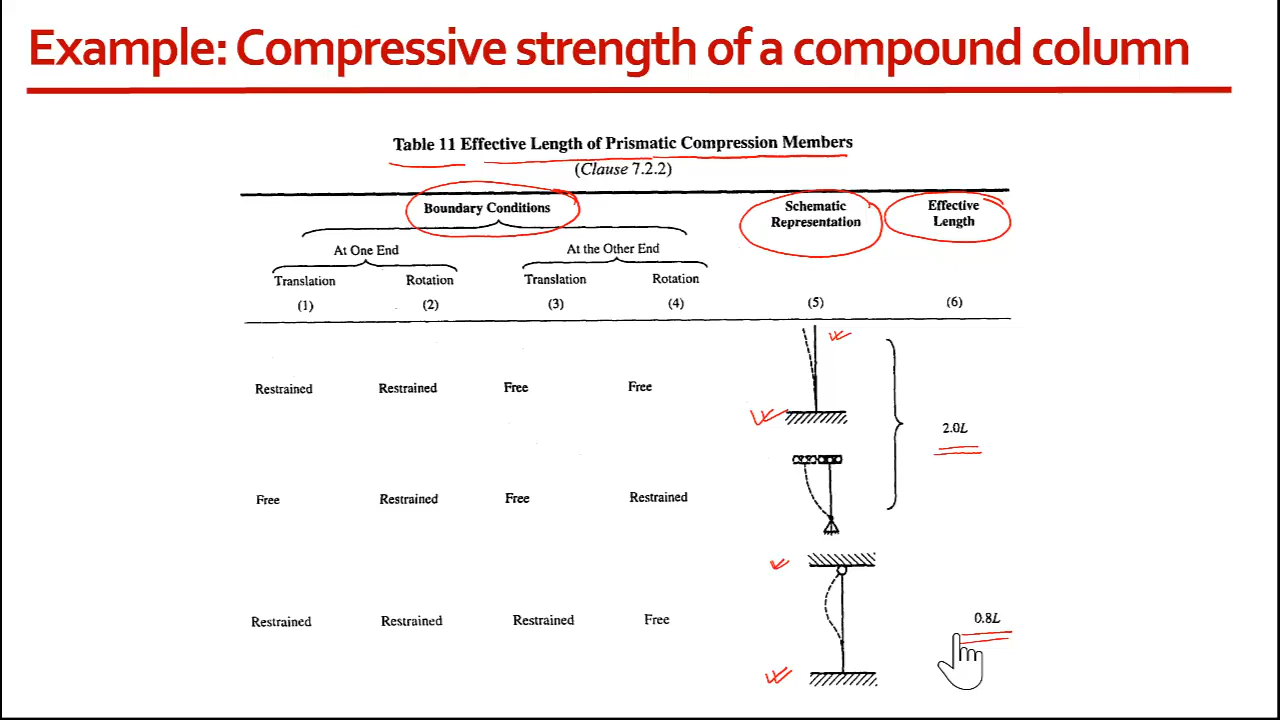 Example: Compressive strength of a compound column
Table 11 Effective Length of Prismatic Compression Members
(Clause 7.2.2)
Boundary Conditions Schematic Representation Effective Length
At One End At the Other End
Translation Rotation Translation Rotation
(1) (2) (3) (4) (5) (6)
Restrained Restrained Free Free
2.0L
Free Restrained Free Restrained
Restrained Restrained Restrained Free 0.8L